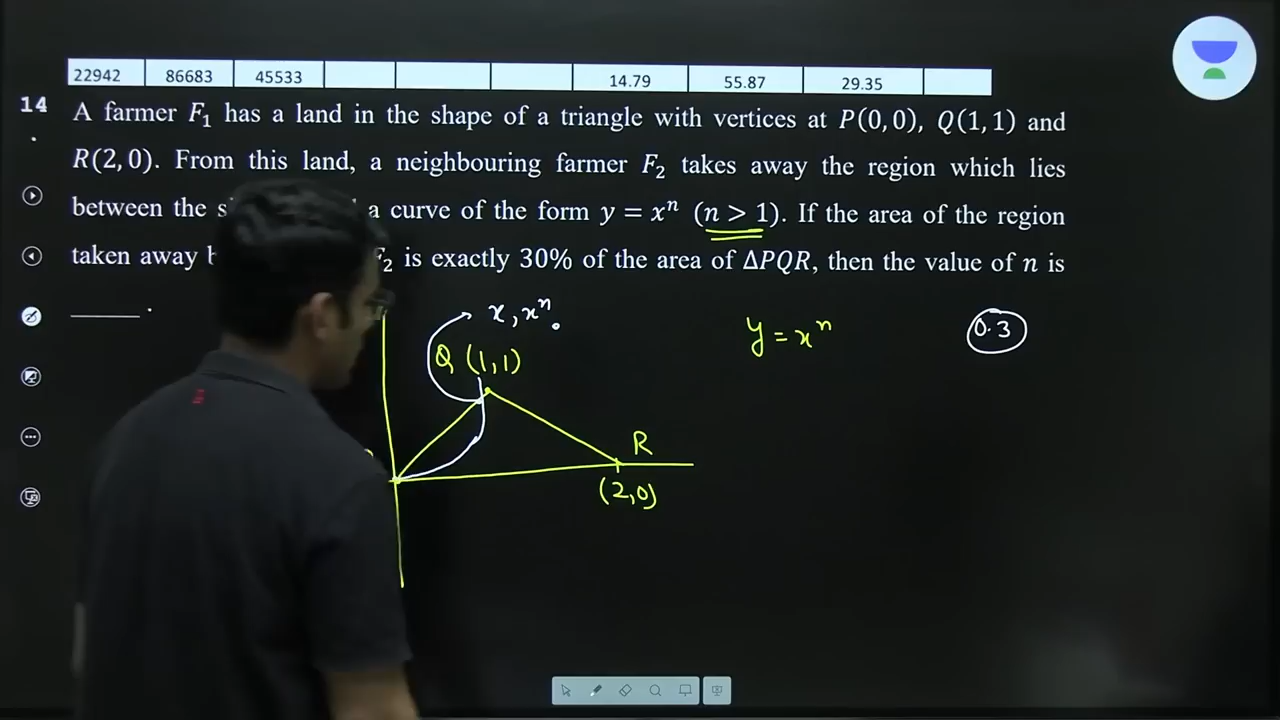 22942 86683 45533 14.79 55.87 29.35
14 A farmer F₁ has a land in the shape of a triangle with vertices at P(0, 0), Q(1, 1) and
. R(2, 0). From this land, a neighbouring farmer F₂ takes away the region which lies
between the a curve of the form y = xⁿ (n > 1). If the area of the region
taken away F₂ is exactly 30% of the area of ΔPQR, then the value of n is
______ .
x, xⁿ
y = xⁿ
0.3
Q (1,1)
R
(2,0)